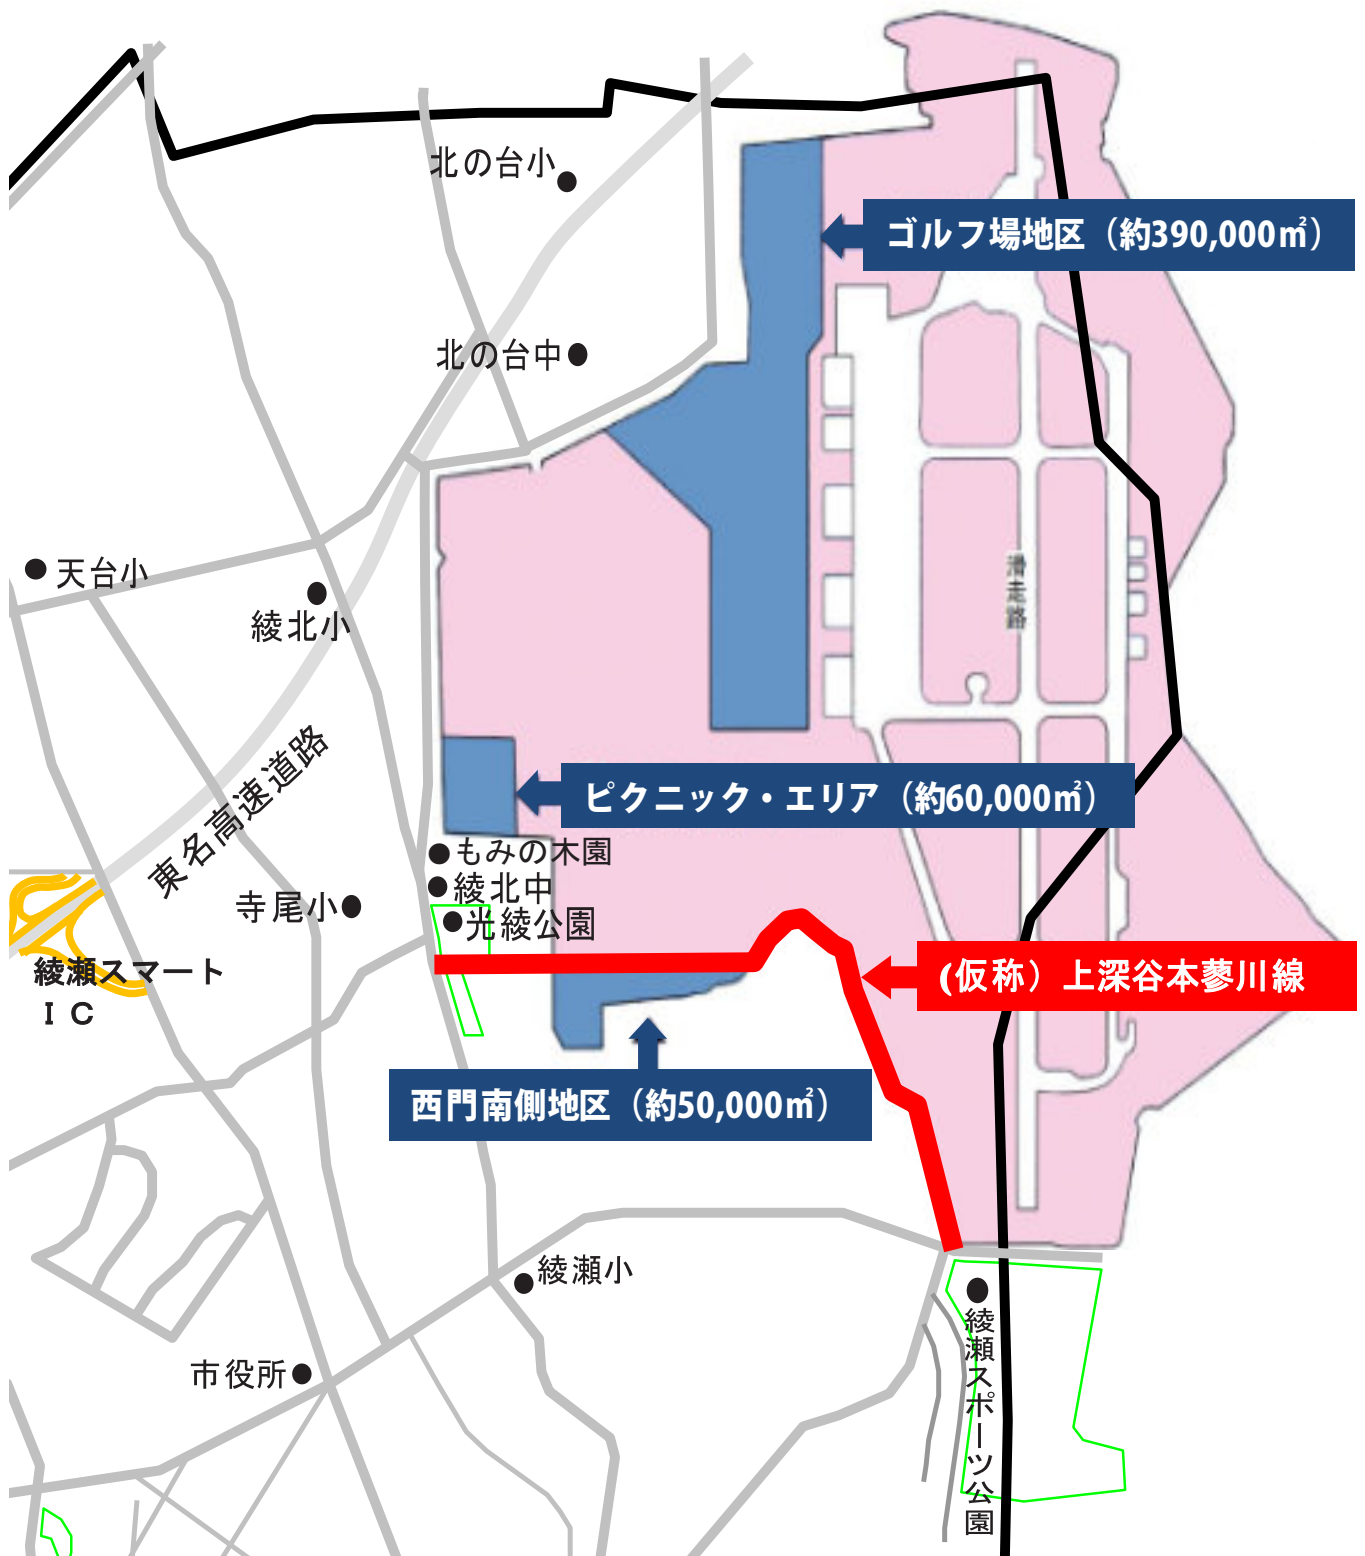 北の台小
ゴルフ場地区（約390,000㎡）
北の台中
天台小
滑走路
綾北小
東名高速道路
ピクニック・エリア（約60,000㎡）
もみの木園
綾北中
寺尾小
光綾公園
綾瀬スマート
ＩＣ
(仮称）上深谷本蓼川線
西門南側地区（約50,000㎡）
綾瀬小
綾瀬スポーツ公園
市役所